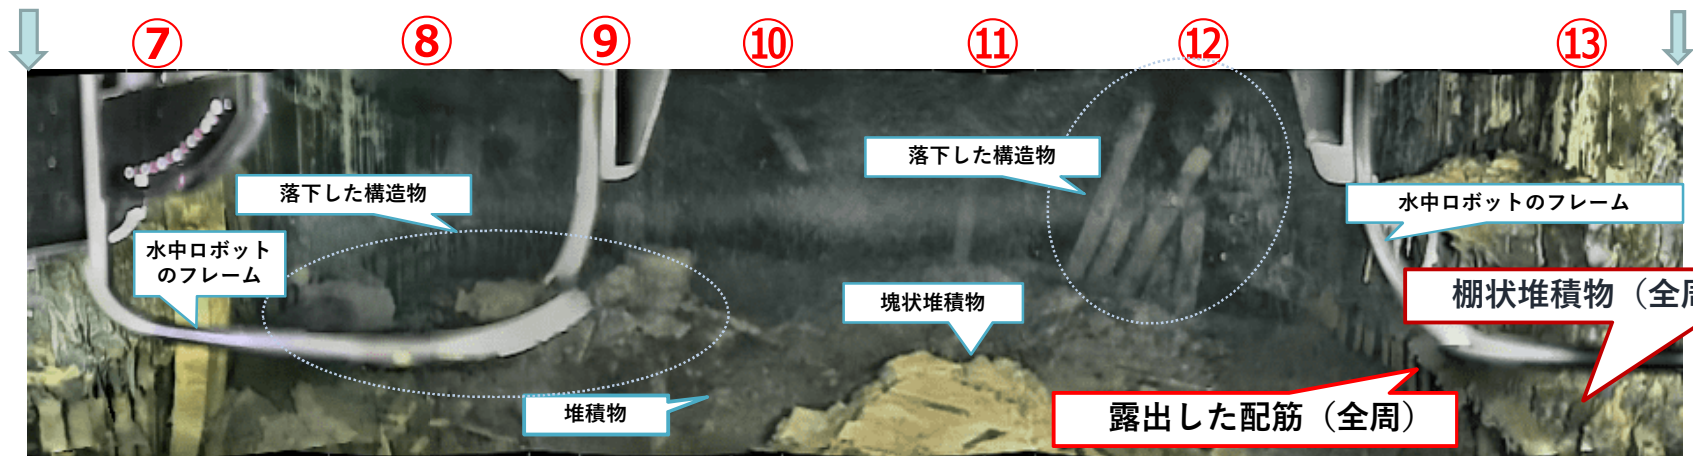 ⑦ ⑧ ⑨ ⑩ ⑪ ⑫ ⑬
落下した構造物
落下した構造物
水中ロボットのフレーム
水中ロボット
のフレーム
塊状堆積物
棚状堆積物（全周
堆積物
露出した配筋（全周）